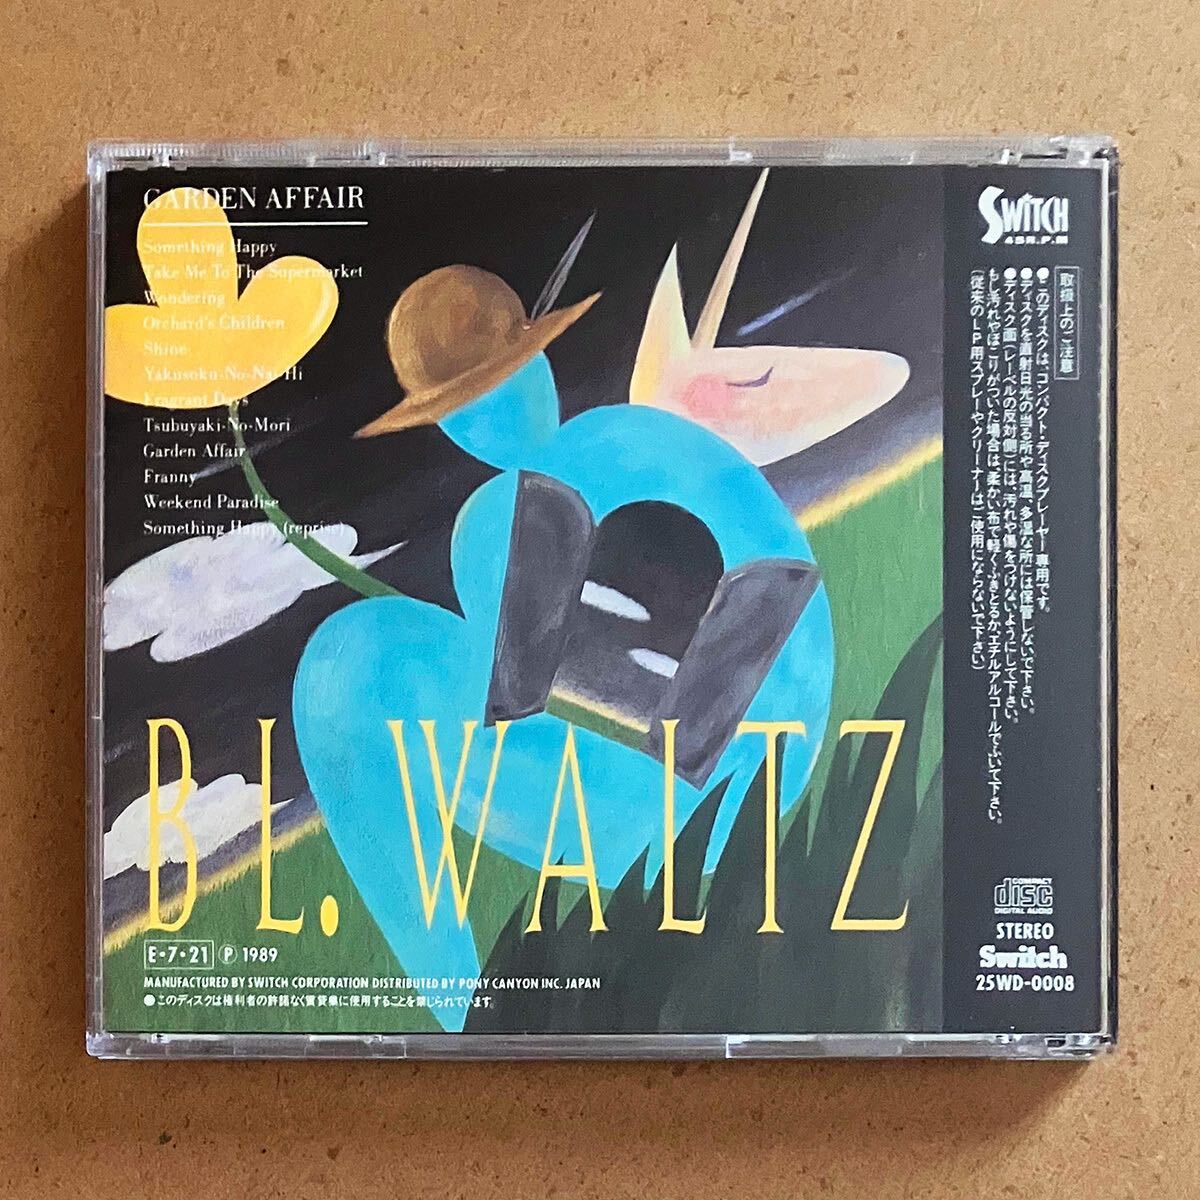 GARDEN AFFAIR
Something Happy
Take Me To The Supermarket
Wondering
Orchard's Children
Shine
Yakusoku-No-Nai-Hi
Fragrant Days
Tsubuyaki-No-Mori
Garden Affair
Franny
Weekend Paradise
Something Happy (reprise)
BL. WALTZ
E・7・21 Ⓟ 1989
MANUFACTURED BY SWITCH CORPORATION DISTRIBUTED BY PONY CANYON INC. JAPAN
●このディスクは権利者の許諾なく賃貸業に使用することを禁じられています。
SWITCH
45R.P.M
取扱上のご注意
●このディスクは、コンパクト・ディスクプレーヤー専用です。
●ディスクを直射日光の当る所や高温、多湿な所には保管しないで下さい。
●ディスク面(レーベルの反対側)には、汚れや傷をつけないようにして下さい。
もし汚れやほこりがついた場合は、柔かい布で軽くふきとるか、エチルアルコールでふいて下さい。
(従来のLP用スプレーやクリーナーはご使用にならないで下さい)
COMPACT
disc
DIGITAL AUDIO
STEREO
Switch
25WD-0008